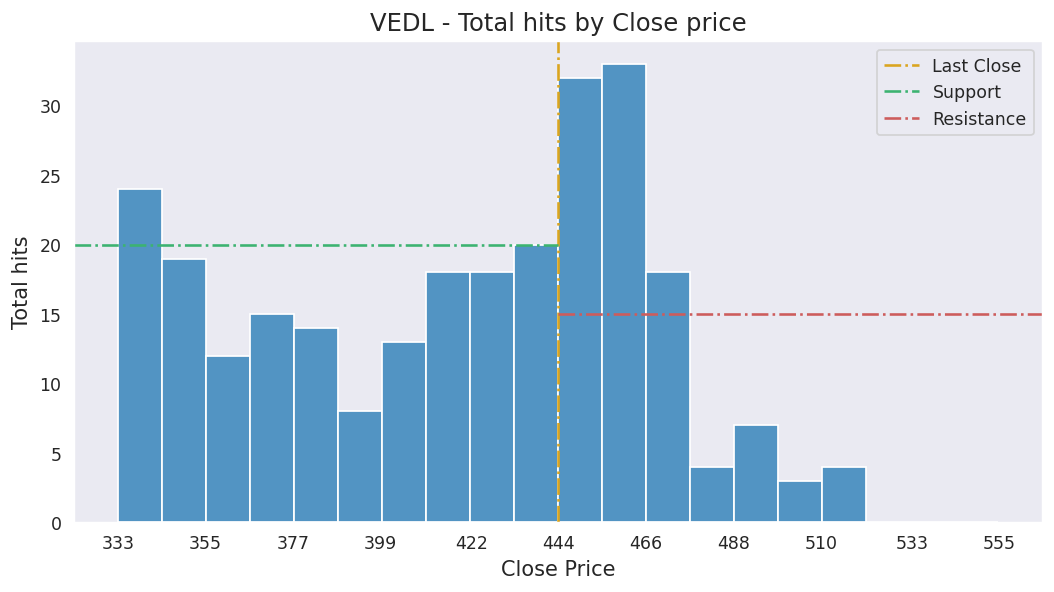 VEDL - Total hits by Close price
Last Close
Support
Resistance
Total hits
30
25
20
15
10
5
0
333 355 377 399 422 444 466 488 510 533 555
Close Price